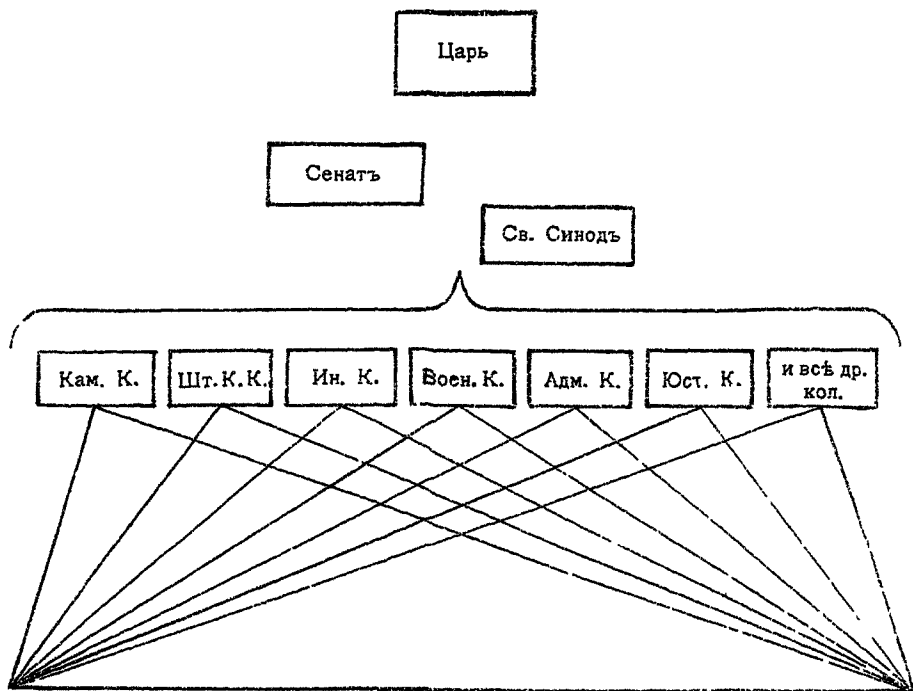 Царь
Сенатъ
Св. Синодъ
Кам. К.
Шт. К. К.
Ин. К.
Воен. К.
Адм. К.
Юст. К.
и всѣ др.
кол.